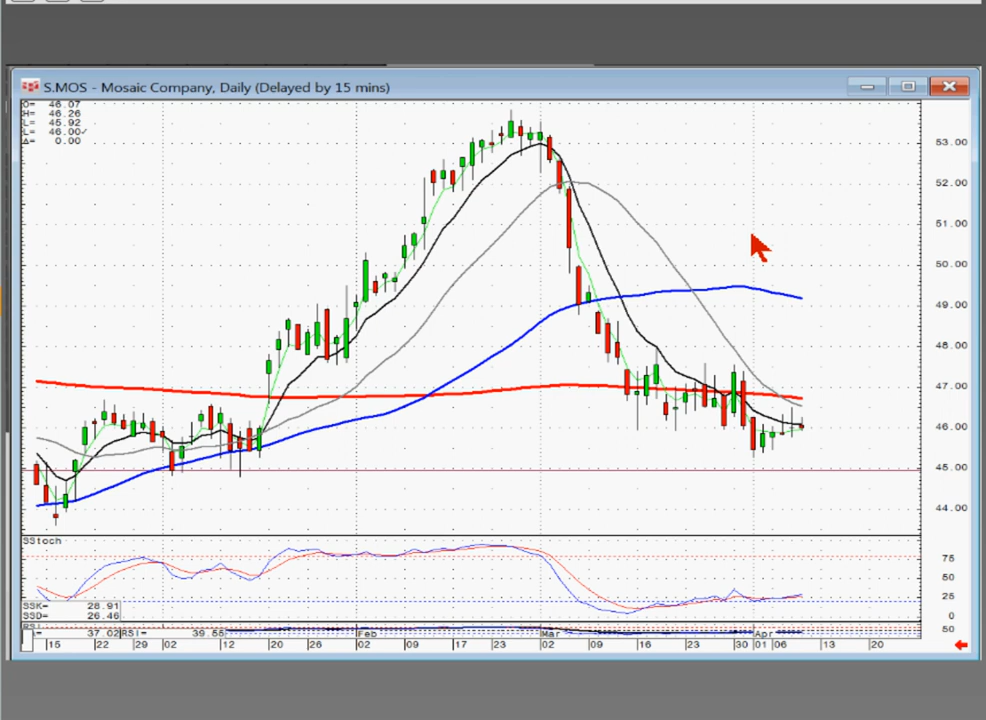 S.MOS - Mosaic Company, Daily (Delayed by 15 mins)
O= 46.07
H= 46.26
L= 45.92
L= 46.00✓
Δ= 0.00
53.00
52.00
51.00
50.00
49.00
48.00
47.00
46.00
45.00
44.00
SStoch
75
50
25
0
SSK= 28.91
SSD= 26.46
RSI
= 37.02 RSI= 39.55
50
Feb Mar Apr
15 22 29 02 12 20 26 02 09 17 23 02 09 16 23 30 01 06 13 20